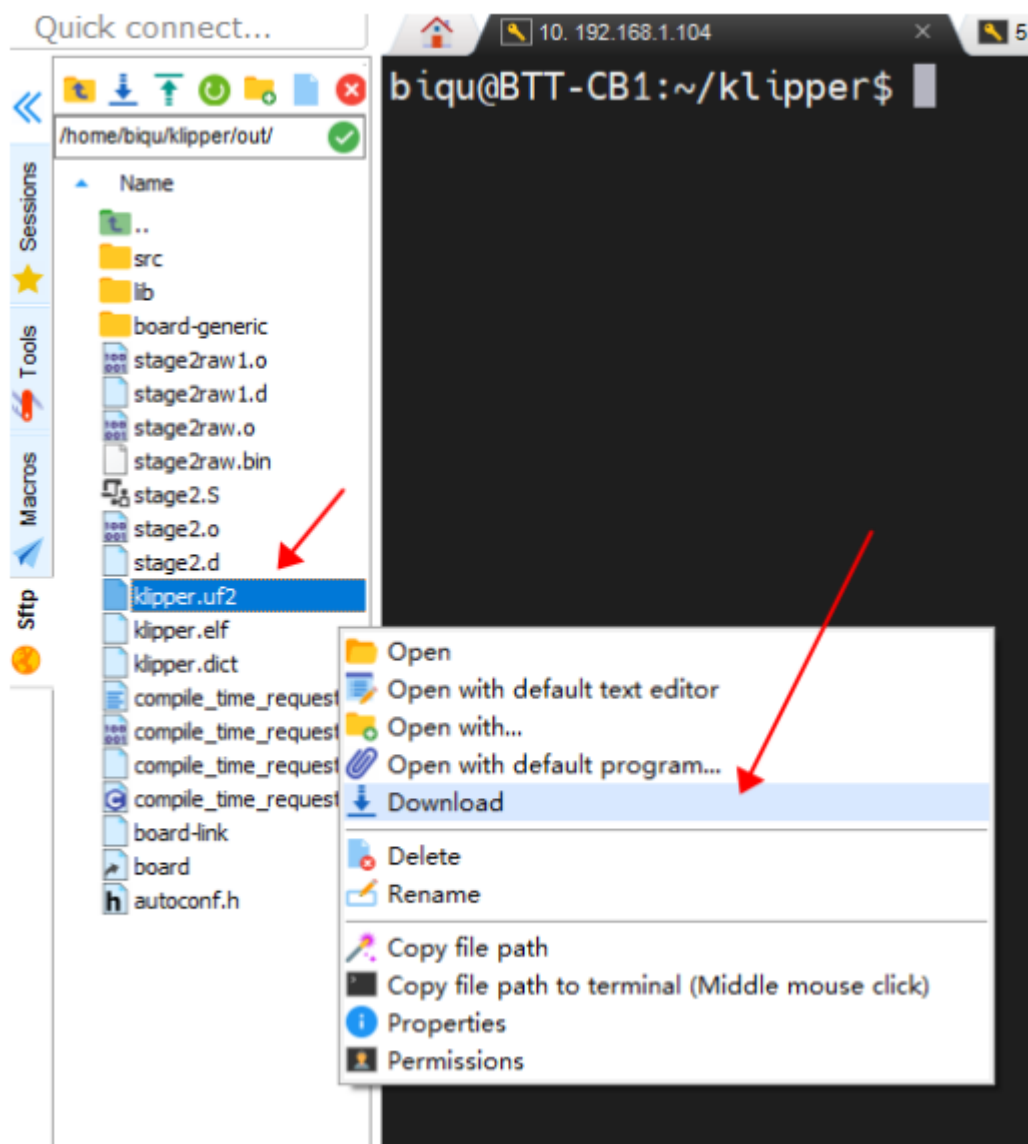 Quick connect...
10. 192.168.1.104
5
biqu@BTT-CB1:~/klipper$
/home/biqu/klipper/out/
Name
..
src
lib
board-generic
stage2raw1.o
stage2raw1.d
stage2raw.o
stage2raw.bin
stage2.S
stage2.o
stage2.d
klipper.uf2
klipper.elf
klipper.dict
compile_time_request
compile_time_request
compile_time_request
compile_time_request
board-link
board
autoconf.h
Sessions
Tools
Macros
Sftp
Open
Open with default text editor
Open with...
Open with default program...
Download
Delete
Rename
Copy file path
Copy file path to terminal (Middle mouse click)
Properties
Permissions